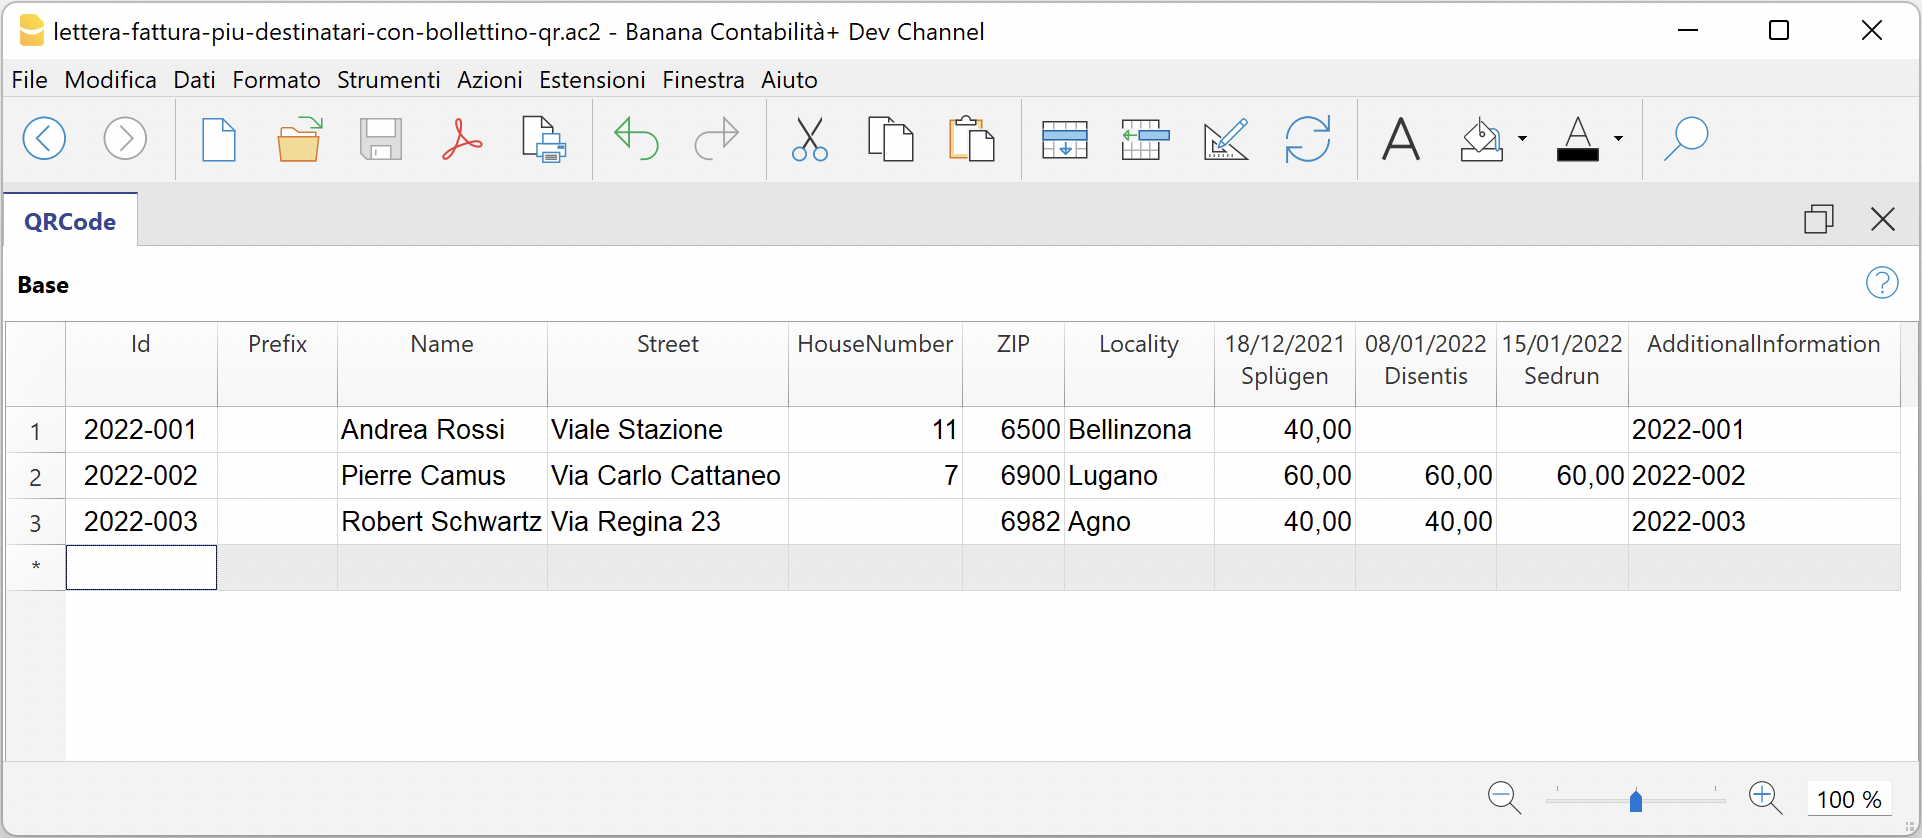 lettera-fattura-piu-destinatari-con-bollettino-qr.ac2 - Banana Contabilità+ Dev Channel
File Modifica Dati Formato Strumenti Azioni Estensioni Finestra Aiuto
QRCode
Base
Id Prefix Name Street HouseNumber ZIP Locality 18/12/2021 08/01/2022 15/01/2022 AdditionalInformation
Splügen Disentis Sedrun
1 2022-001 Andrea Rossi Viale Stazione 11 6500 Bellinzona 40,00 2022-001
2 2022-002 Pierre Camus Via Carlo Cattaneo 7 6900 Lugano 60,00 60,00 60,00 2022-002
3 2022-003 Robert Schwartz Via Regina 23 6982 Agno 40,00 40,00 2022-003
*
100 %